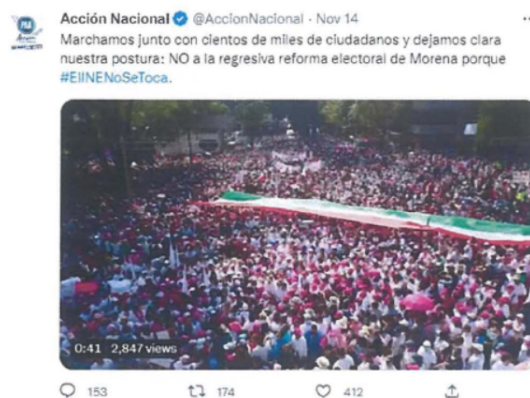 Acción Nacional @AccionNacional · Nov 14
Marchamos junto con cientos de miles de ciudadanos y dejamos clara
nuestra postura: NO a la regresiva reforma electoral de Morena porque
#ElINENoSeToca.
0:41 2,847 views
153 174 412